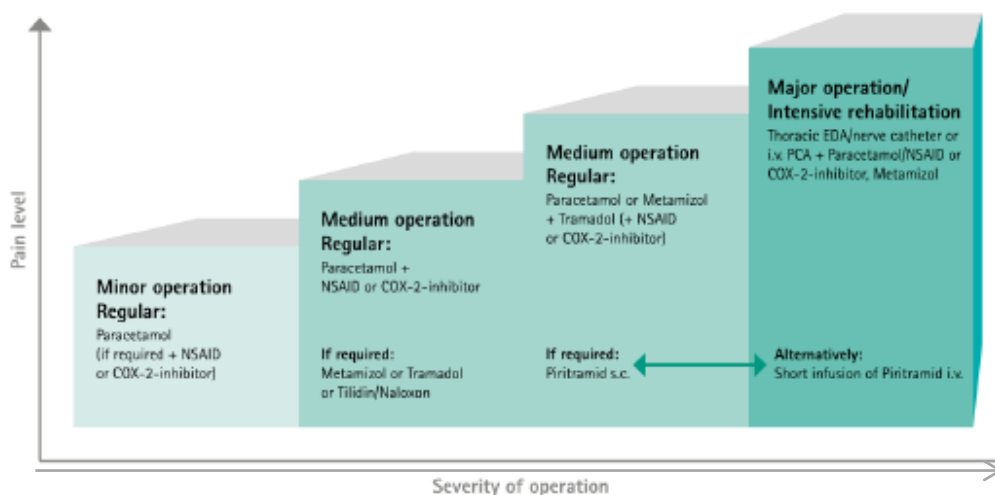 Pain level
Minor operation
Regular:
Paracetamol
(if required + NSAID
or COX-2-inhibitor)
Medium operation
Regular:
Paracetamol +
NSAID or COX-2-inhibitor
If required:
Metamizol or Tramadol
or Tilidin/Naloxon
Medium operation
Regular:
Paracetamol or Metamizol
+ Tramadol (+ NSAID
or COX-2-inhibitor)
If required:
Piritramid s.c.
Major operation/
Intensive rehabilitation
Thoracic EDA/nerve catheter or
i.v. PCA + Paracetamol/NSAID or
COX-2-inhibitor, Metamizol
Alternatively:
Short infusion of Piritramid i.v.
Severity of operation